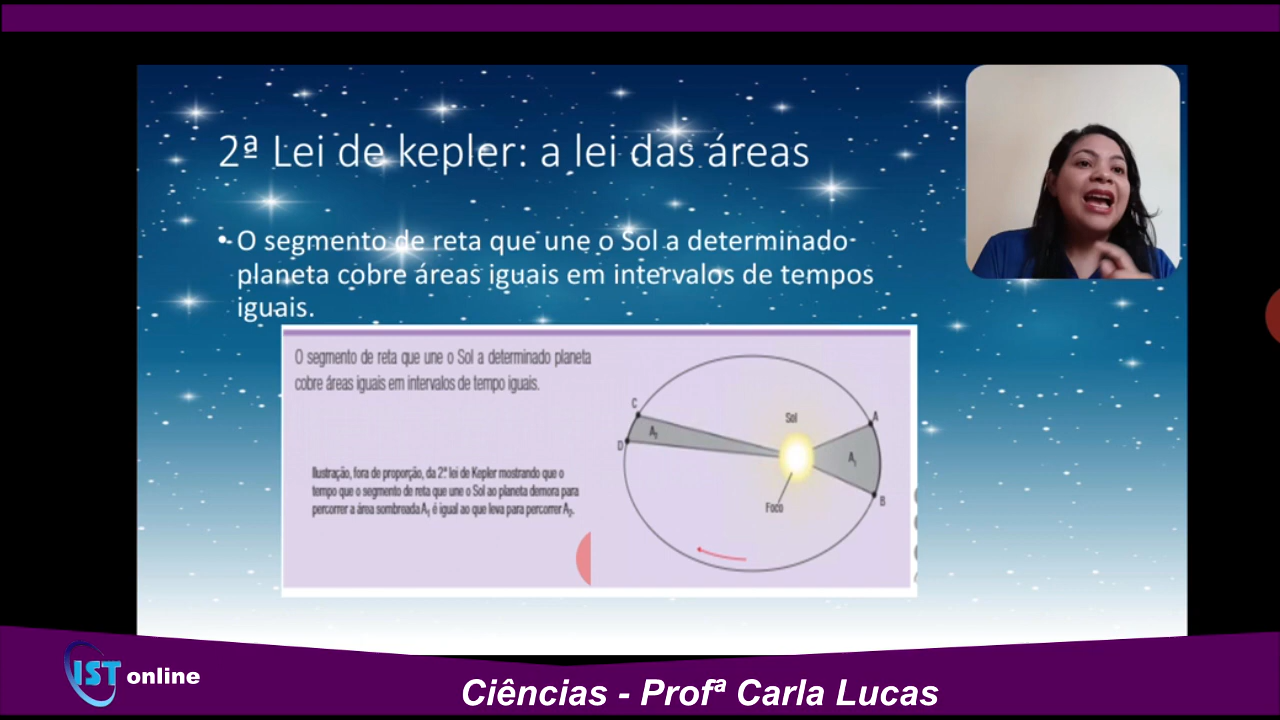 2ª Lei de kepler: a lei das áreas
• O segmento de reta que une o Sol a determinado
planeta cobre áreas iguais em intervalos de tempos
iguais.
O segmento de reta que une o Sol a determinado planeta
cobre áreas iguais em intervalos de tempo iguais.
Ilustração, fora de proporção, da 2ª lei de Kepler mostrando que o
tempo que o segmento de reta que une o Sol ao planeta demora para
percorrer a área sombreada A₁ é igual ao que leva para percorrer A₂.
C
D
A₂
Sol
A
A₁
B
Foco
IST online
Ciências - Profª Carla Lucas